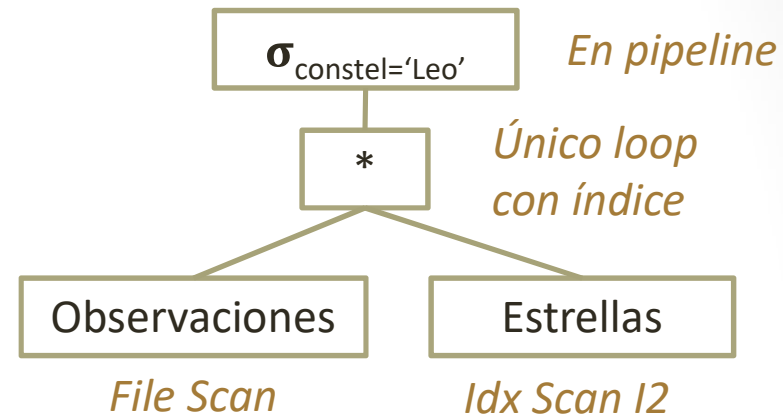 σconstel=‘Leo’
En pipeline
*
Único loop
con índice
Observaciones
Estrellas
File Scan
Idx Scan I2